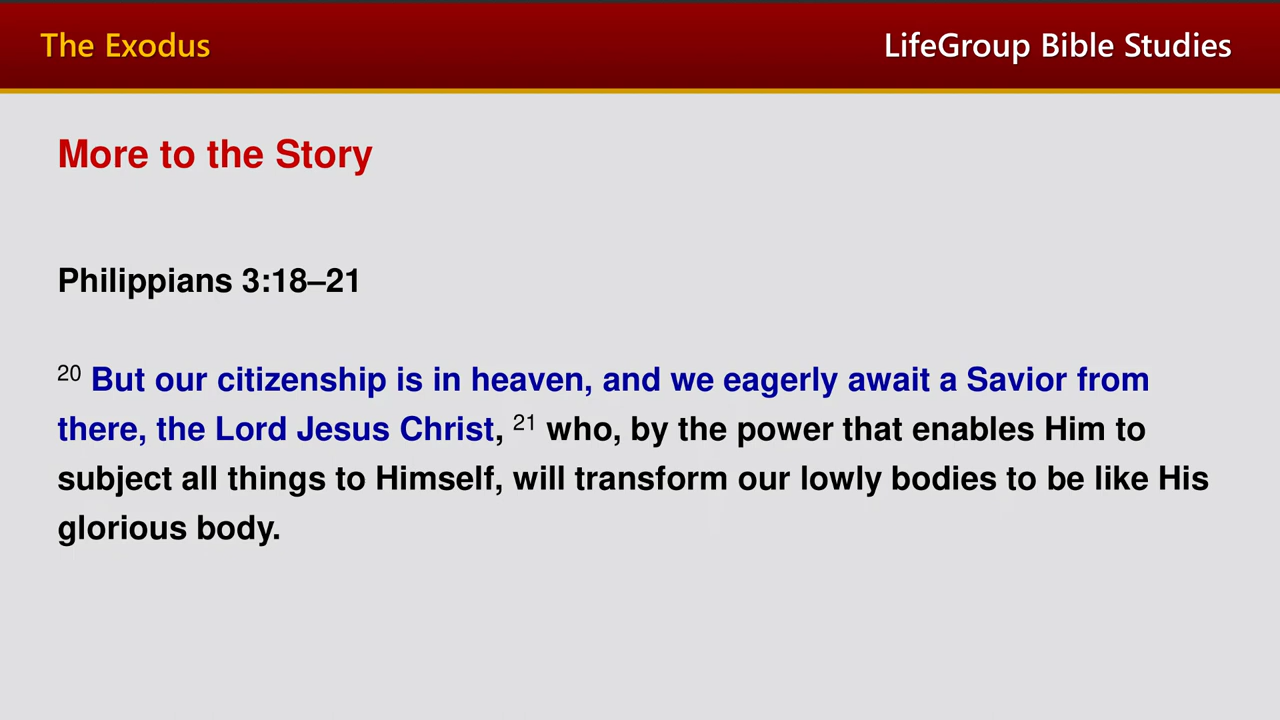 The Exodus
LifeGroup Bible Studies
More to the Story
Philippians 3:18–21
20 But our citizenship is in heaven, and we eagerly await a Savior from
there, the Lord Jesus Christ, 21 who, by the power that enables Him to
subject all things to Himself, will transform our lowly bodies to be like His
glorious body.